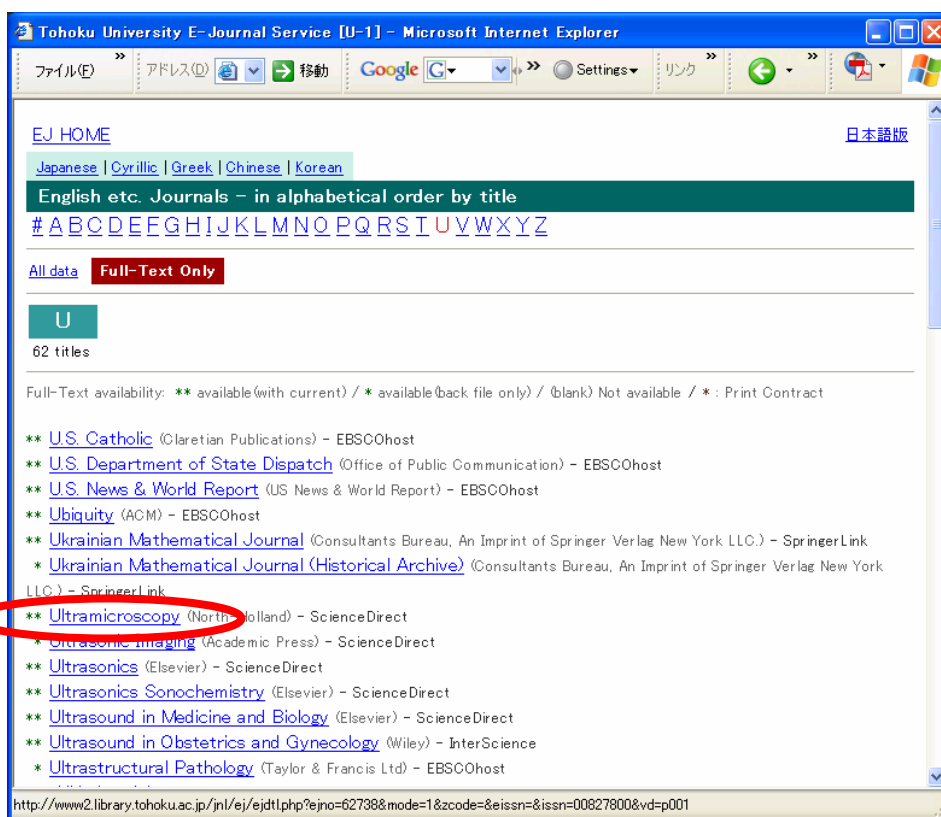 Tohoku University E-Journal Service [U-1] - Microsoft Internet Explorer
ファイル(F) » アドレス(D) 移動 Google G » Settings リンク » »
EJ HOME 日本語版
Japanese | Cyrillic | Greek | Chinese | Korean
English etc. Journals - in alphabetical order by title
# A B C D E F G H I J K L M N O P Q R S T U V W X Y Z
All data Full-Text Only
U
62 titles
Full-Text availability: ** available(with current) / * available(back file only) / (blank) Not available / * : Print Contract
** U.S. Catholic (Claretian Publications) - EBSCOhost
** U.S. Department of State Dispatch (Office of Public Communication) - EBSCOhost
** U.S. News & World Report (US News & World Report) - EBSCOhost
** Ubiquity (ACM) - EBSCOhost
** Ukrainian Mathematical Journal (Consultants Bureau, An Imprint of Springer Verlag New York LLC.) - SpringerLink
* Ukrainian Mathematical Journal (Historical Archive) (Consultants Bureau, An Imprint of Springer Verlag New York
LLC.) - SpringerLink
** Ultramicroscopy (North-Holland) - ScienceDirect
* Ultrasonic Imaging (Academic Press) - ScienceDirect
** Ultrasonics (Elsevier) - ScienceDirect
** Ultrasonics Sonochemistry (Elsevier) - ScienceDirect
** Ultrasound in Medicine and Biology (Elsevier) - ScienceDirect
** Ultrasound in Obstetrics and Gynecology (Wiley) - InterScience
* Ultrastructural Pathology (Taylor & Francis Ltd) - EBSCOhost
http://www2.library.tohoku.ac.jp/jnl/ej/ejdtl.php?ejno=62738&mode=1&zcode=&eissn=&issn=00827800&vd=p001